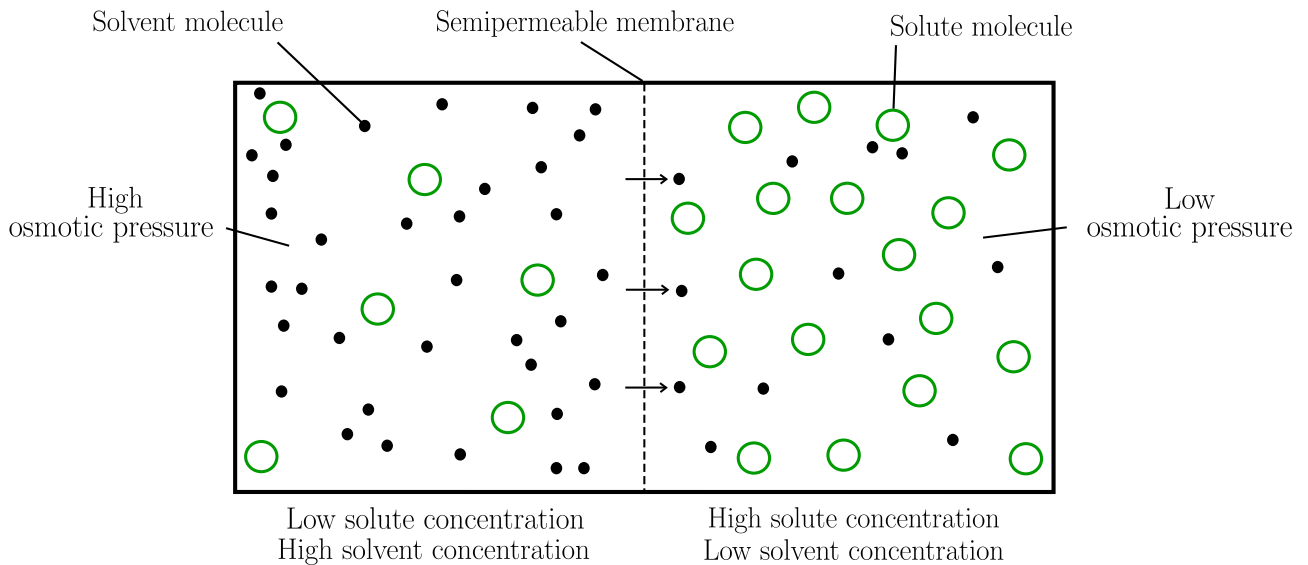 Solvent molecule
Semipermeable membrane
Solute molecule
High
osmotic pressure
Low
osmotic pressure
Low solute concentration
High solvent concentration
High solute concentration
Low solvent concentration